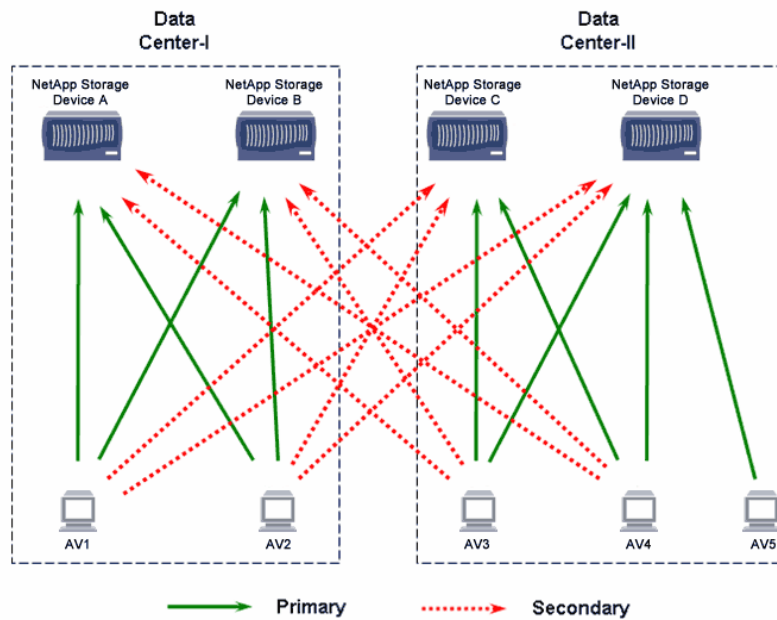 Data
Center-I
Data
Center-II
NetApp Storage
Device A
NetApp Storage
Device B
NetApp Storage
Device C
NetApp Storage
Device D
AV1
AV2
AV3
AV4
AV5
Primary
Secondary